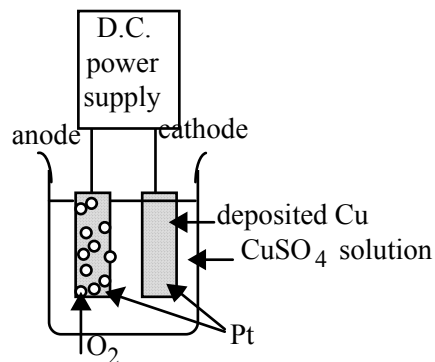 D.C.
power
supply
anode
cathode
deposited Cu
CuSO4 solution
Pt
O2